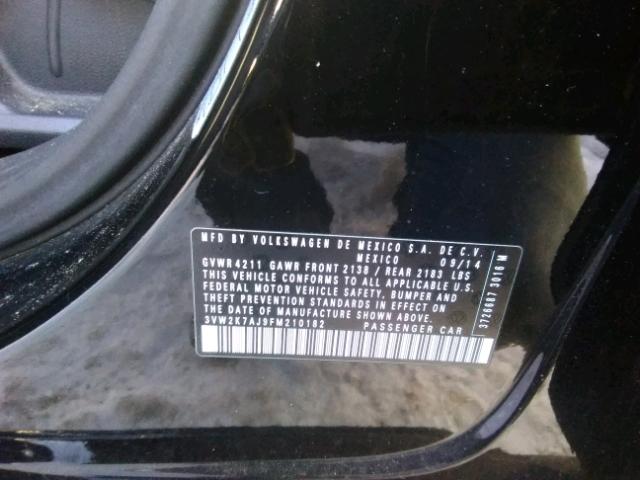 MFD BY VOLKSWAGEN DE MEXICO S.A. DE C.V.
MEXICO 09/14
GVWR 4211 GAWR FRONT 2138 / REAR 2183 LBS
THIS VEHICLE CONFORMS TO ALL APPLICABLE U.S.
FEDERAL MOTOR VEHICLE SAFETY, BUMPER AND
THEFT PREVENTION STANDARDS IN EFFECT ON
THE DATE OF MANUFACTURE SHOWN ABOVE.
3VW2K7AJ9FM210182 PASSENGER CAR
3726687 3016 M